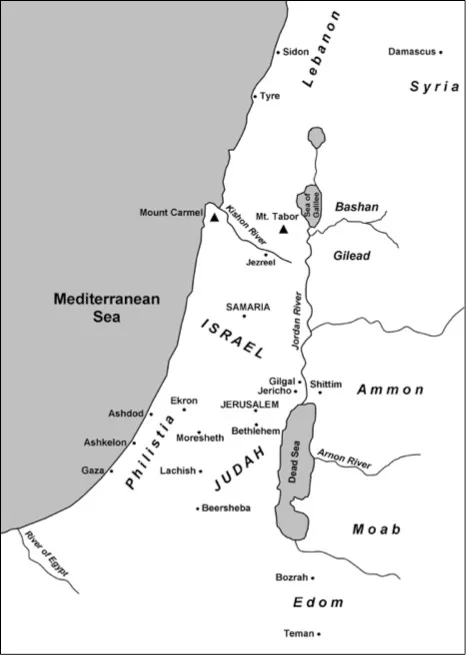 Sidon
Lebanon
Damascus
Syria
Tyre
Mount Carmel
Kishon River
Mt. Tabor
Sea of
Galilee
Bashan
Jezreel
Gilead
Mediterranean
Sea
SAMARIA
ISRAEL
Jordan River
Gilgal
Jericho
Shittim
Ammon
Ekron
JERUSALEM
Ashdod
Philistia
Moresheth
Bethlehem
Ashkelon
JUDAH
Dead Sea
Arnon River
Gaza
Lachish
Beersheba
Moab
River of Egypt
Bozrah
Edom
Teman